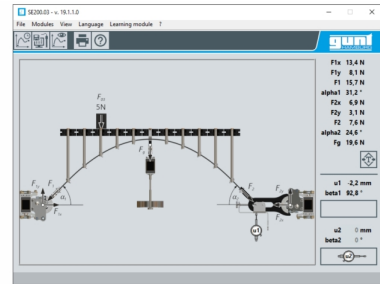 SE200.03 - v. 19.1.1.0
File Modules View Language Learning module ?
gunt
F1x 13,4 N
F1y 8,1 N
F1 15,7 N
alpha1 31,2 °
F2x 6,9 N
F2y 3,1 N
F2 7,6 N
alpha2 24,6 °
Fg 19,6 N
u1 -2,2 mm
beta1 92,8 °
u2 0 mm
beta2 0 °
u2
5N
u1